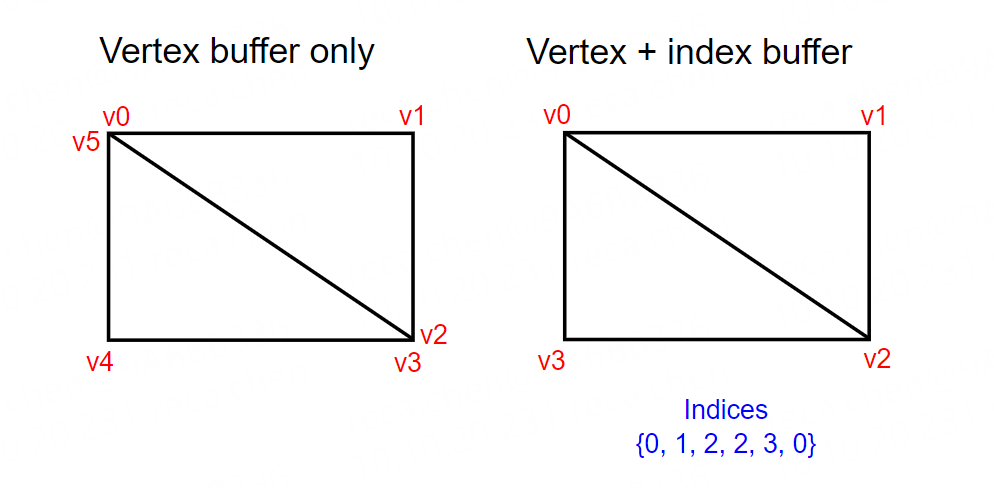 Vertex buffer only
Vertex + index buffer
v0
v1
v5
v2
v4
v3
v0
v1
v3
v2
Indices
{0, 1, 2, 2, 3, 0}